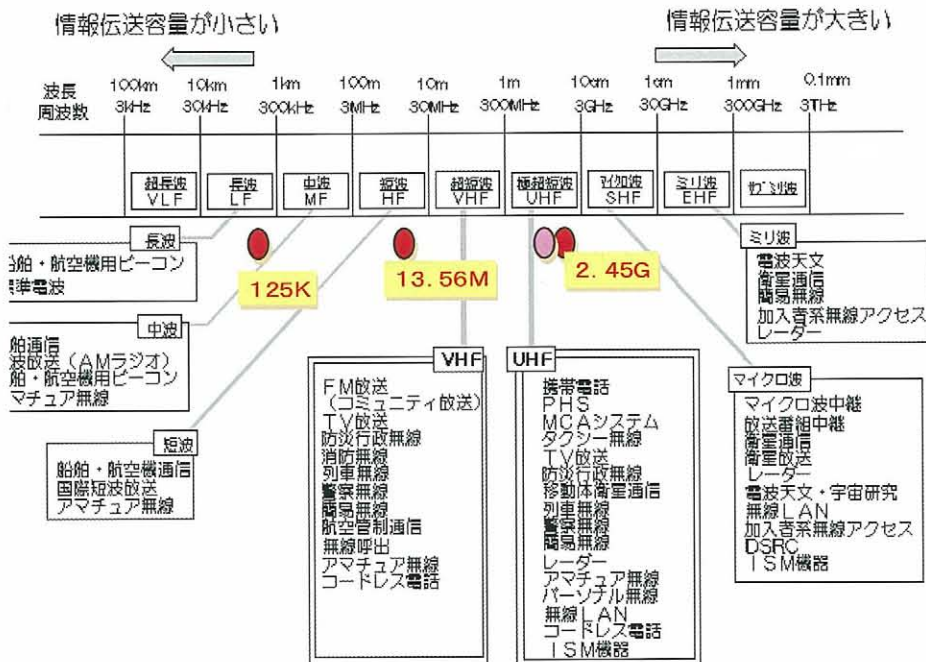 情報伝送容量が小さい
情報伝送容量が大きい
波長 100km 10km 1km 100m 10m 1m 10cm 1cm 1mm 0.1mm
周波数 3kHz 30kHz 300kHz 3MHz 30MHz 300MHz 3GHz 30GHz 300GHz 3THz
超長波 長波 中波 短波 超短波 極超短波 マイクロ波 ミリ波 サブミリ波
VLF LF MF HF VHF UHF SHF EHF
長波
船舶・航空機用ビーコン
標準電波
125K
13.56M
2.45G
中波
船舶通信
中波放送(AMラジオ)
船舶・航空機用ビーコン
アマチュア無線
短波
船舶・航空機通信
国際短波放送
アマチュア無線
VHF
FM放送
(コミュニティ放送)
TV放送
防災行政無線
消防無線
列車無線
警察無線
簡易無線
航空管制通信
無線呼出
アマチュア無線
コードレス電話
UHF
携帯電話
PHS
MCAシステム
タクシー無線
TV放送
防災行政無線
移動体衛星通信
列車無線
警察無線
簡易無線
レーダー
アマチュア無線
パーソナル無線
無線LAN
コードレス電話
ISM機器
ミリ波
電波天文
衛星通信
簡易無線
加入者系無線アクセス
レーダー
マイクロ波
マイクロ波中継
放送番組中継
衛星通信
衛星放送
レーダー
電波天文・宇宙研究
無線LAN
加入者系無線アクセス
DSRC
ISM機器